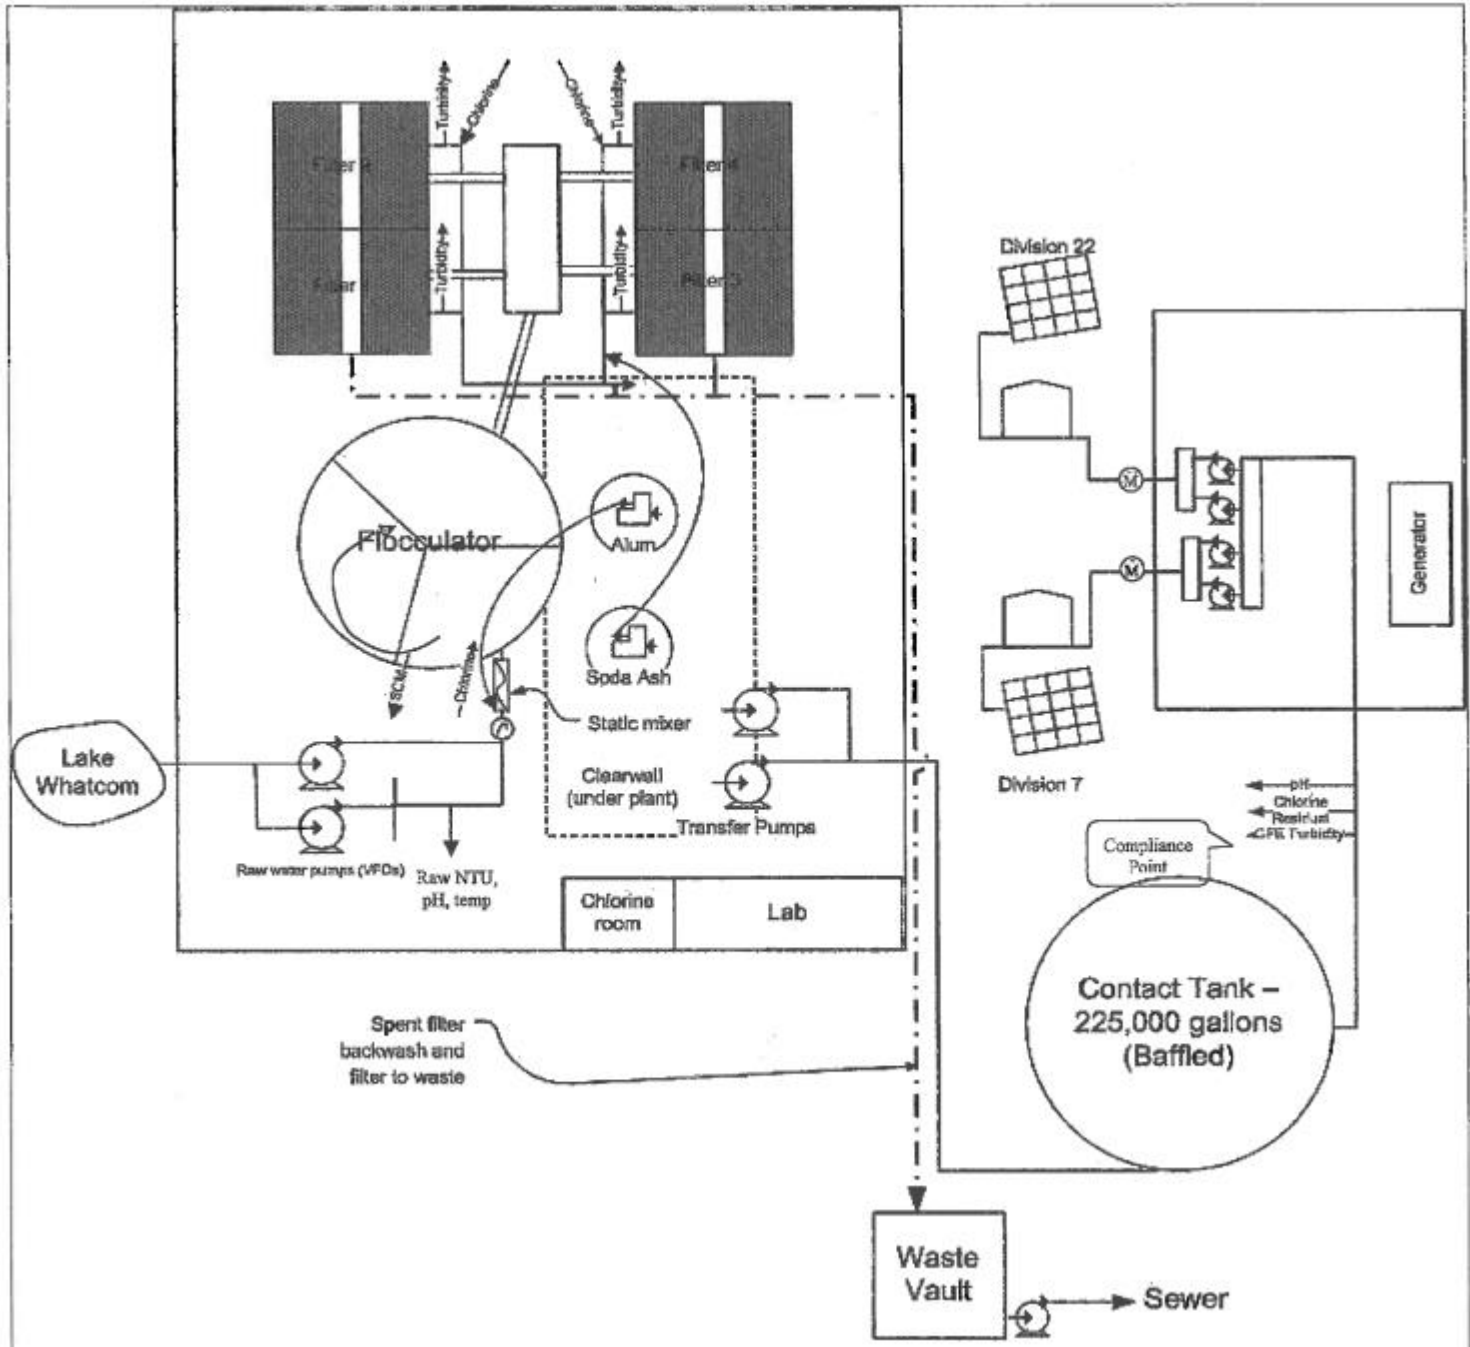 Turbidity
Chlorine
Chlorine
Turbidity
Filter 2
Filter 4
Turbidity
Turbidity
Filter 3
Division 22
M
Flocculator
Alum
Generator
M
Soda Ash
SCM
Chlorine
Static mixer
Lake
Whatcom
Clearwell
(under plant)
Division 7
Transfer Pumps
pH
Chlorine
Residual
CFE Turbidity
Compliance
Point
Raw water pumps (VFDs)
Raw NTU,
pH, temp
Chlorine
room
Lab
Contact Tank –
225,000 gallons
(Baffled)
Spent filter
backwash and
filter to waste
Waste
Vault
Sewer